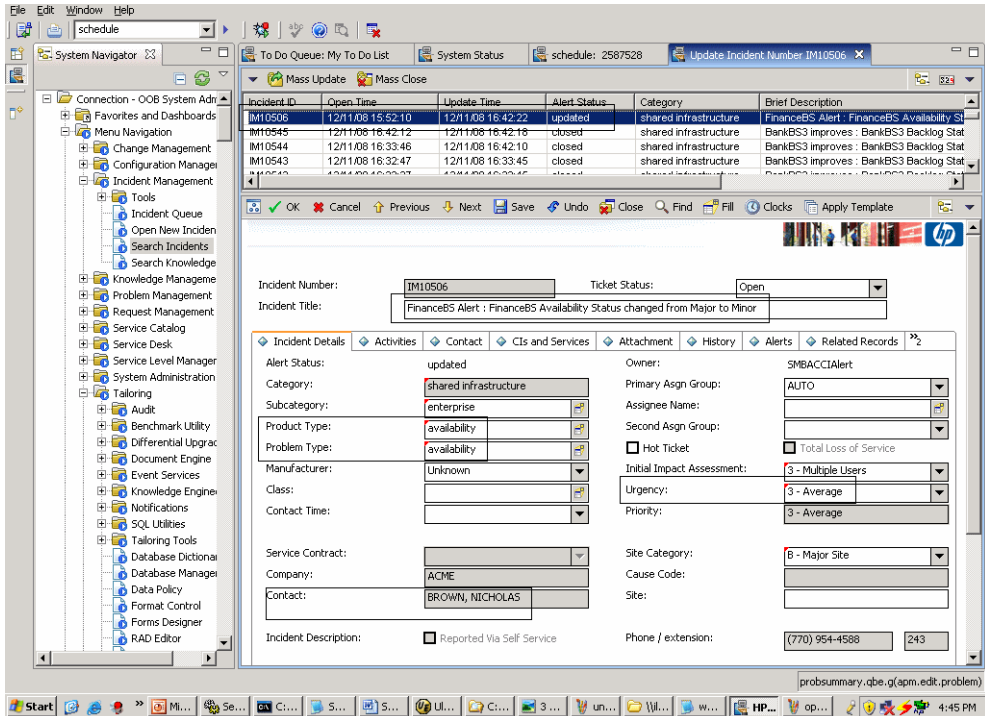 File Edit Window Help
schedule
System Navigator
To Do Queue: My To Do List System Status schedule: 2587528 Update Incident Number IM10506
Mass Update Mass Close
Connection - OOB System Adm
Favorites and Dashboards
Menu Navigation
Change Management
Configuration Manager
Incident Management
Tools
Incident Queue
Open New Inciden
Search Incidents
Search Knowledge
Knowledge Manageme
Problem Management
Request Management
Service Catalog
Service Desk
Service Level Manager
System Administration
Tailoring
Audit
Benchmark Utility
Differential Upgrad
Document Engine
Event Services
Knowledge Engine
Notifications
SQL Utilities
Tailoring Tools
Database Dictionar
Database Manager
Data Policy
Format Control
Forms Designer
RAD Editor
Incident ID Open Time Update Time Alert Status Category Brief Description
IM10506 12/11/08 15:52:10 12/11/08 16:42:22 updated shared infrastructure FinanceBS Alert : FinanceBS Availability St
IM10545 12/11/08 16:42:12 12/11/08 16:42:18 closed shared infrastructure BankBS3 improves : BankBS3 Backlog Stat
IM10544 12/11/08 16:33:46 12/11/08 16:42:10 closed shared infrastructure BankBS3 improves : BankBS3 Backlog Stat
IM10543 12/11/08 16:32:47 12/11/08 16:33:45 closed shared infrastructure BankBS3 improves : BankBS3 Backlog Stat
OK Cancel Previous Next Save Undo Close Find Fill Clocks Apply Template
hp
Incident Number: IM10506 Ticket Status: Open
Incident Title: FinanceBS Alert : FinanceBS Availability Status changed from Major to Minor
Incident Details Activities Contact CIs and Services Attachment History Alerts Related Records »2
Alert Status: updated Owner: SMBACCIAlert
Category: shared infrastructure Primary Asgn Group: AUTO
Subcategory: enterprise Assignee Name:
Product Type: availability Second Asgn Group:
Problem Type: availability Hot Ticket Total Loss of Service
Manufacturer: Unknown Initial Impact Assessment: 3 - Multiple Users
Class: Urgency: 3 - Average
Contact Time: Priority: 3 - Average
Service Contract: Site Category: B - Major Site
Company: ACME Cause Code:
Contact: BROWN, NICHOLAS Site:
Incident Description: Reported Via Self Service Phone / extension: (770) 954-4588 243
probsummary.qbe.g(apm.edit.problem)
Start » Mi... Se... C:... S... S... Ul... C:... 3 ... un... \\il... w... HP... op... 4:45 PM